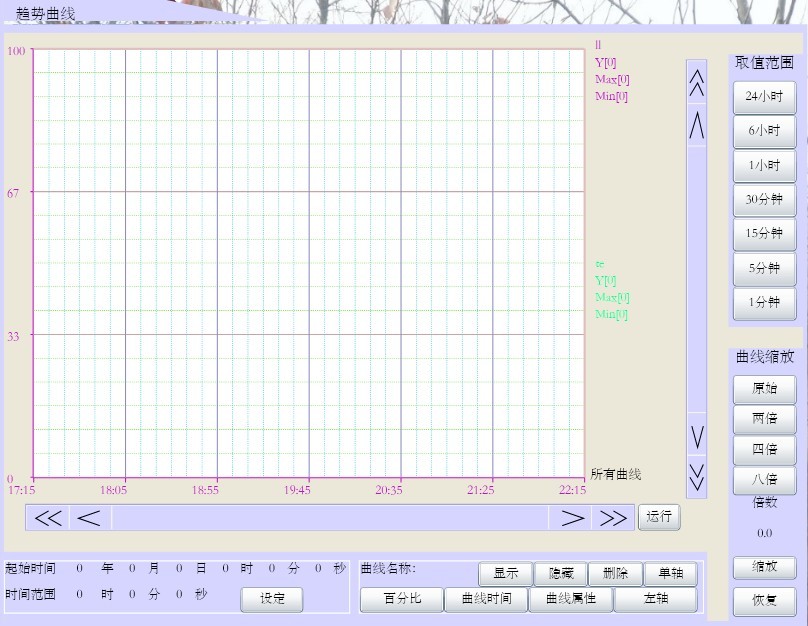 趋势曲线
100
67
33
0
17:15 18:05 18:55 19:45 20:35 21:25 22:15
ll
Y[0]
Max[0]
Min[0]
te
Y[0]
Max[0]
Min[0]
所有曲线
<< < > >> 运行
取值范围
24小时
6小时
1小时
30分钟
15分钟
5分钟
1分钟
曲线缩放
原始
两倍
四倍
八倍
倍数
0.0
缩放
恢复
起始时间 0 年 0 月 0 日 0 时 0 分 0 秒
时间范围 0 时 0 分 0 秒 设定
曲线名称: 显示 隐藏 删除 单轴
百分比 曲线时间 曲线属性 左轴